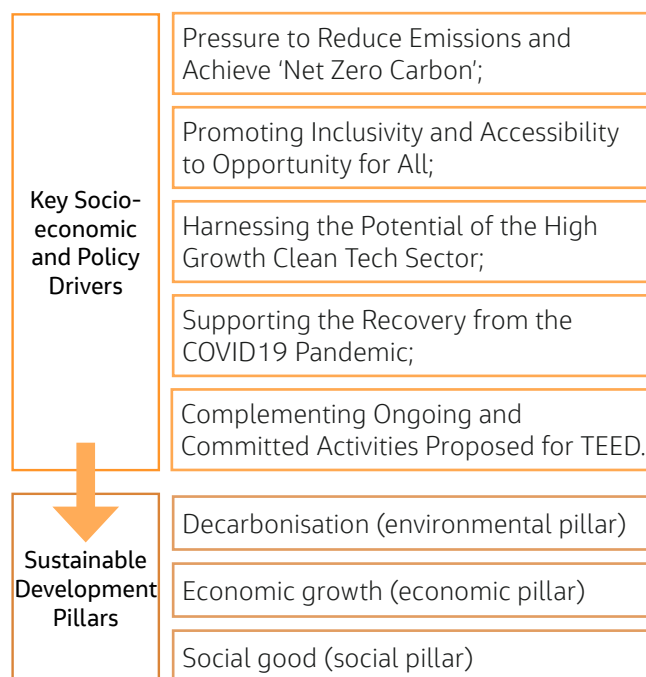 Key Socio-
economic
and Policy
Drivers
Pressure to Reduce Emissions and
Achieve ‘Net Zero Carbon’;
Promoting Inclusivity and Accessibility
to Opportunity for All;
Harnessing the Potential of the High
Growth Clean Tech Sector;
Supporting the Recovery from the
COVID19 Pandemic;
Complementing Ongoing and
Committed Activities Proposed for TEED.
Sustainable
Development
Pillars
Decarbonisation (environmental pillar)
Economic growth (economic pillar)
Social good (social pillar)